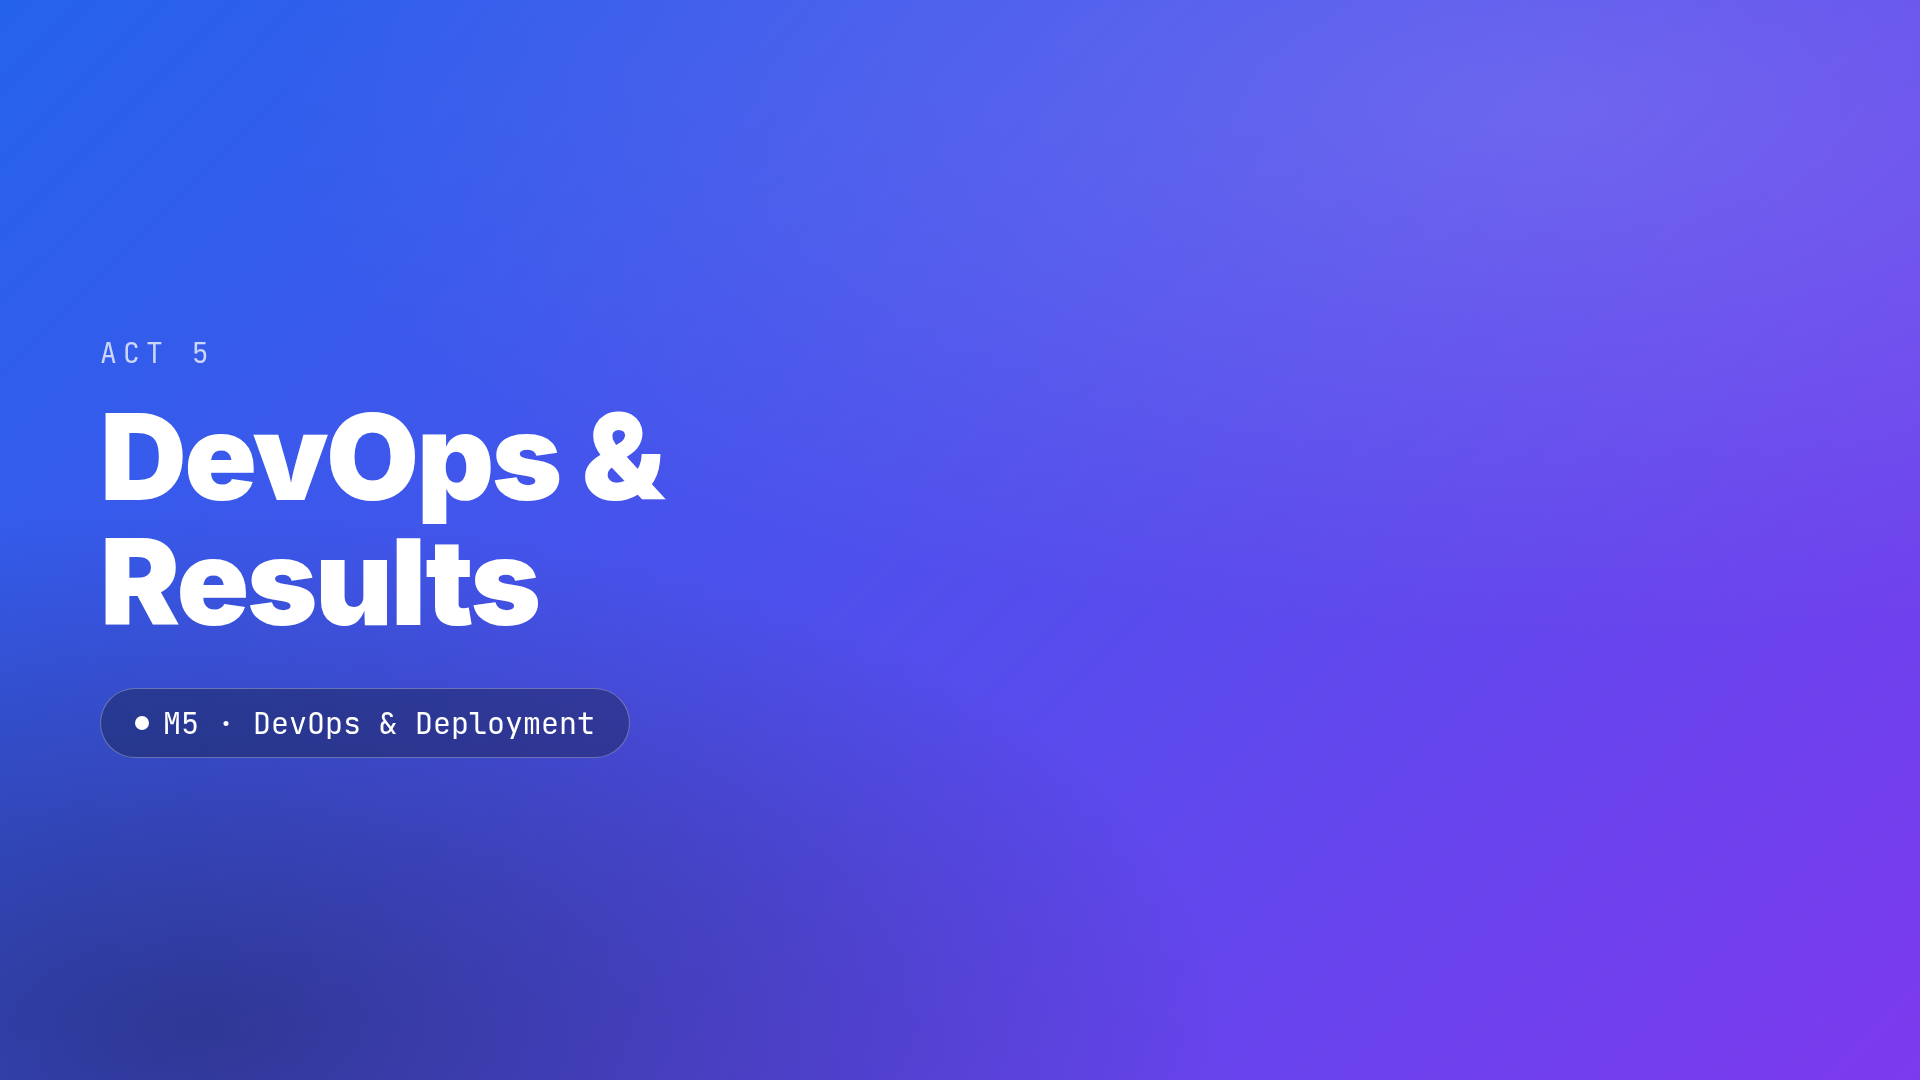 ACT 5
DevOps &
Results
M5 · DevOps & Deployment